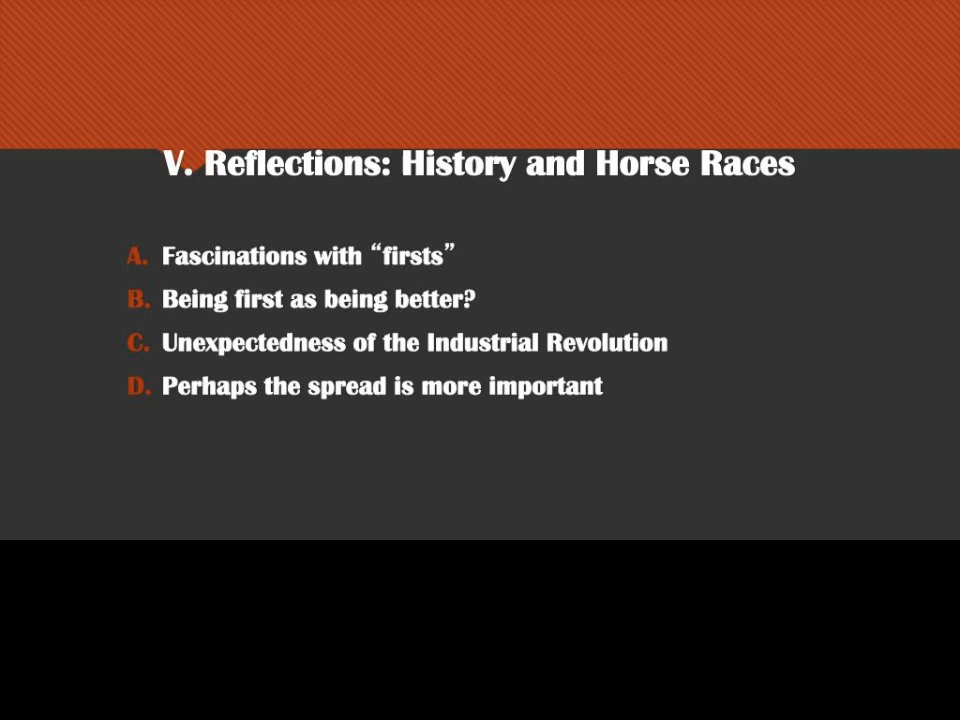 V. Reflections: History and Horse Races
A. Fascinations with “firsts”
B. Being first as being better?
C. Unexpectedness of the Industrial Revolution
D. Perhaps the spread is more important